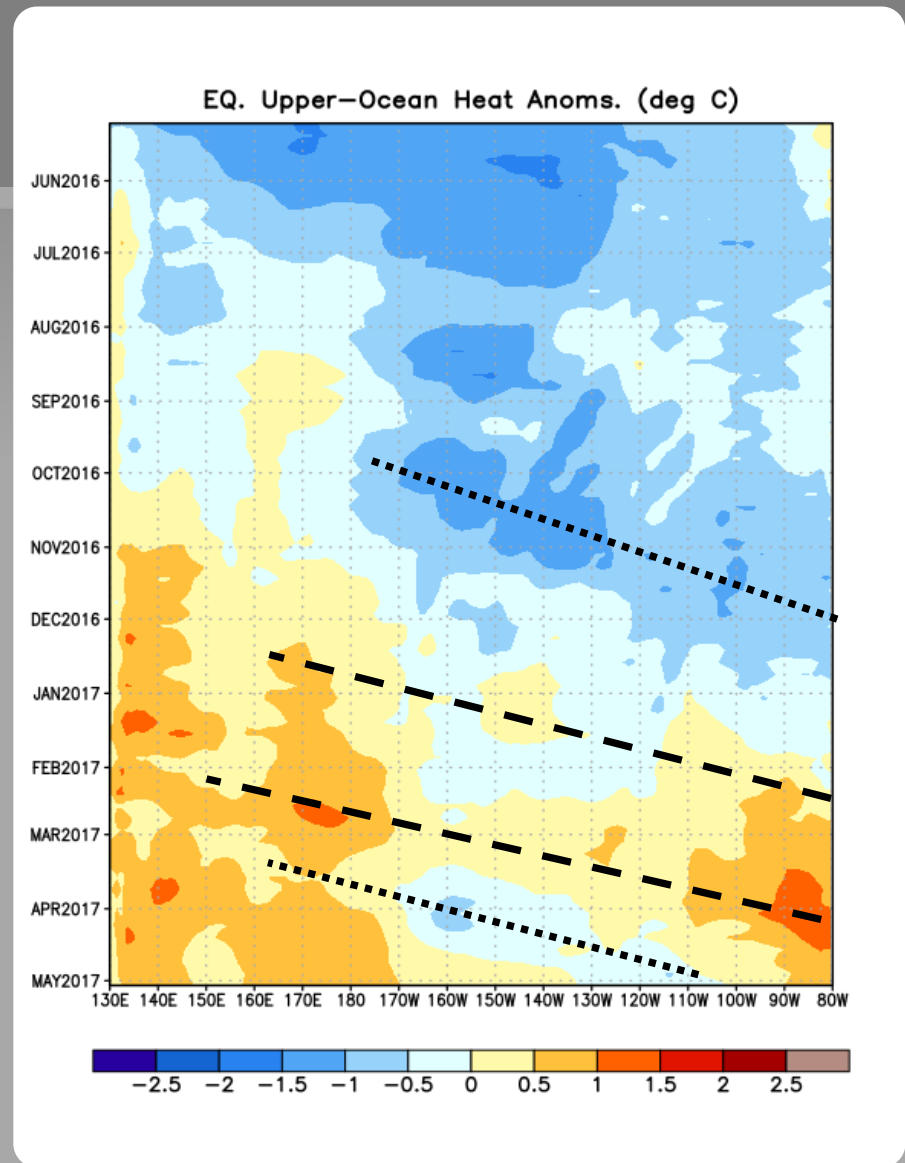 EQ. Upper-Ocean Heat Anoms. (deg C)
JUN2016
JUL2016
AUG2016
SEP2016
OCT2016
NOV2016
DEC2016
JAN2017
FEB2017
MAR2017
APR2017
MAY2017
130E 140E 150E 160E 170E 180 170W 160W 150W 140W 130W 120W 110W 100W 90W 80W
-2.5 -2 -1.5 -1 -0.5 0 0.5 1 1.5 2 2.5